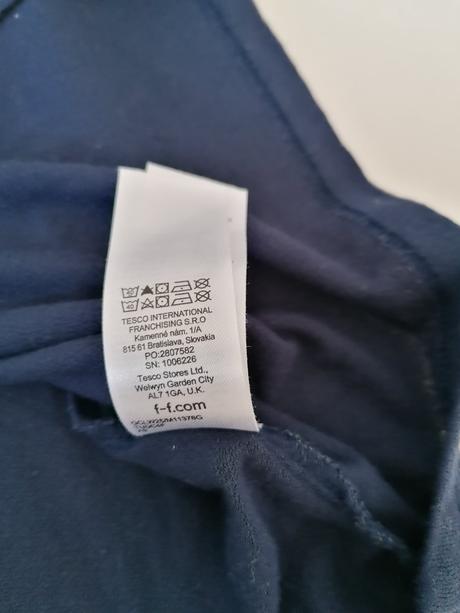 TESCO INTERNATIONAL
FRANCHISING S.R.O
Kamenné nám. 1/A
815 61 Bratislava, Slovakia
PO:2807582
SN: 1006226
Tesco Stores Ltd.,
Welwyn Garden City
AL7 1GA, U.K.
f-f.com